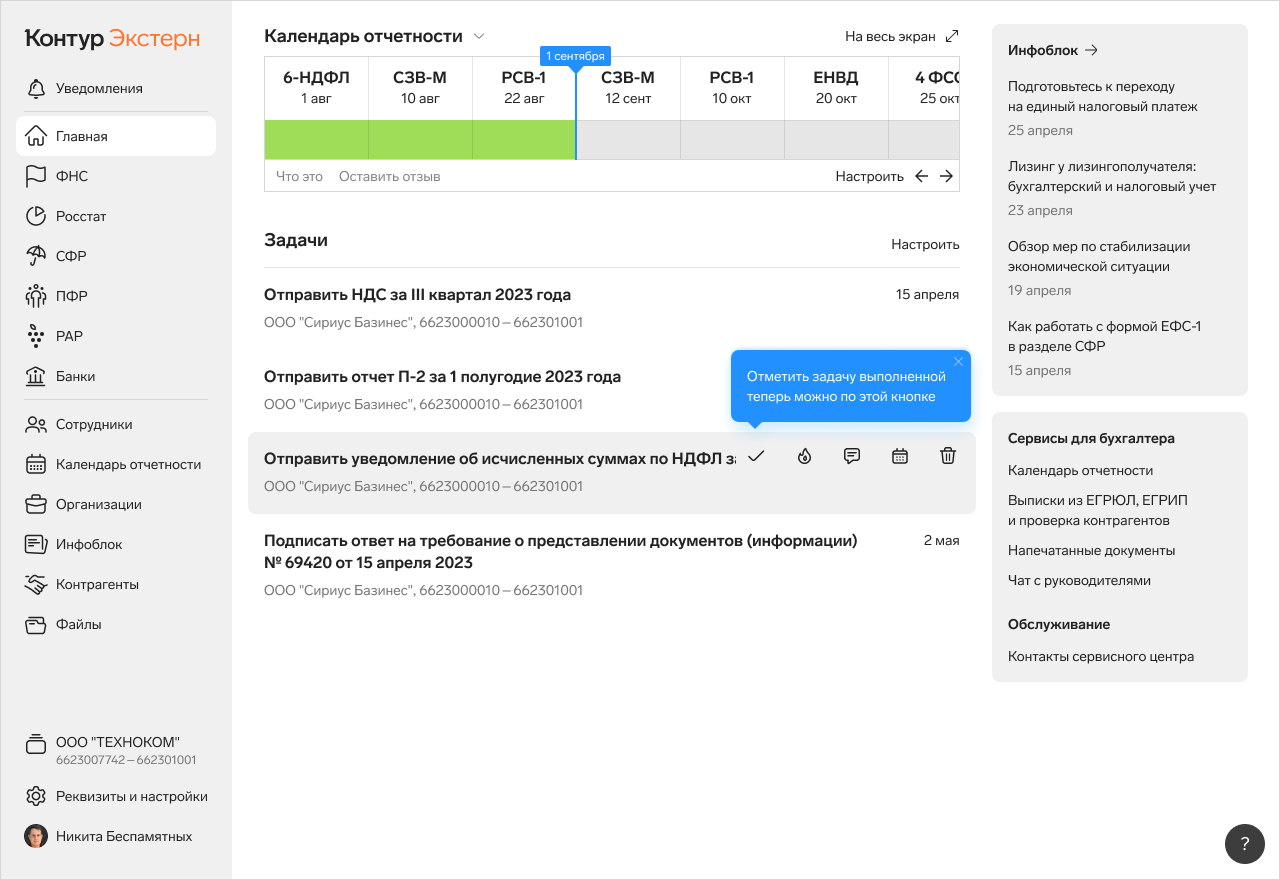 Контур Экстерн
Уведомления
Главная
ФНС
Росстат
СФР
ПФР
РАР
Банки
Сотрудники
Календарь отчетности
Организации
Инфоблок
Контрагенты
Файлы
ООО "ТЕХНОКОМ"
6623007742 – 662301001
Реквизиты и настройки
Никита Беспамятных
Календарь отчетности
На весь экран
1 сентября
6-НДФЛ
1 авг
СЗВ-М
10 авг
РСВ-1
22 авг
СЗВ-М
12 сент
РСВ-1
10 окт
ЕНВД
20 окт
4 ФСС
25 окт
Что это
Оставить отзыв
Настроить
Задачи
Настроить
Отправить НДС за III квартал 2023 года
15 апреля
ООО "Сириус Базинес", 6623000010 – 662301001
Отправить отчет П-2 за 1 полугодие 2023 года
ООО "Сириус Базинес", 6623000010 – 662301001
Отметить задачу выполненной
теперь можно по этой кнопке
Отправить уведомление об исчисленных суммах по НДФЛ за
ООО "Сириус Базинес", 6623000010 – 662301001
Подписать ответ на требование о представлении документов (информации)
№ 69420 от 15 апреля 2023
2 мая
ООО "Сириус Базинес", 6623000010 – 662301001
Инфоблок
Подготовьтесь к переходу
на единый налоговый платеж
25 апреля
Лизинг у лизингополучателя:
бухгалтерский и налоговый учет
23 апреля
Обзор мер по стабилизации
экономической ситуации
19 апреля
Как работать с формой ЕФС-1
в разделе СФР
15 апреля
Сервисы для бухгалтера
Календарь отчетности
Выписки из ЕГРЮЛ, ЕГРИП
и проверка контрагентов
Напечатанные документы
Чат с руководителями
Обслуживание
Контакты сервисного центра
?